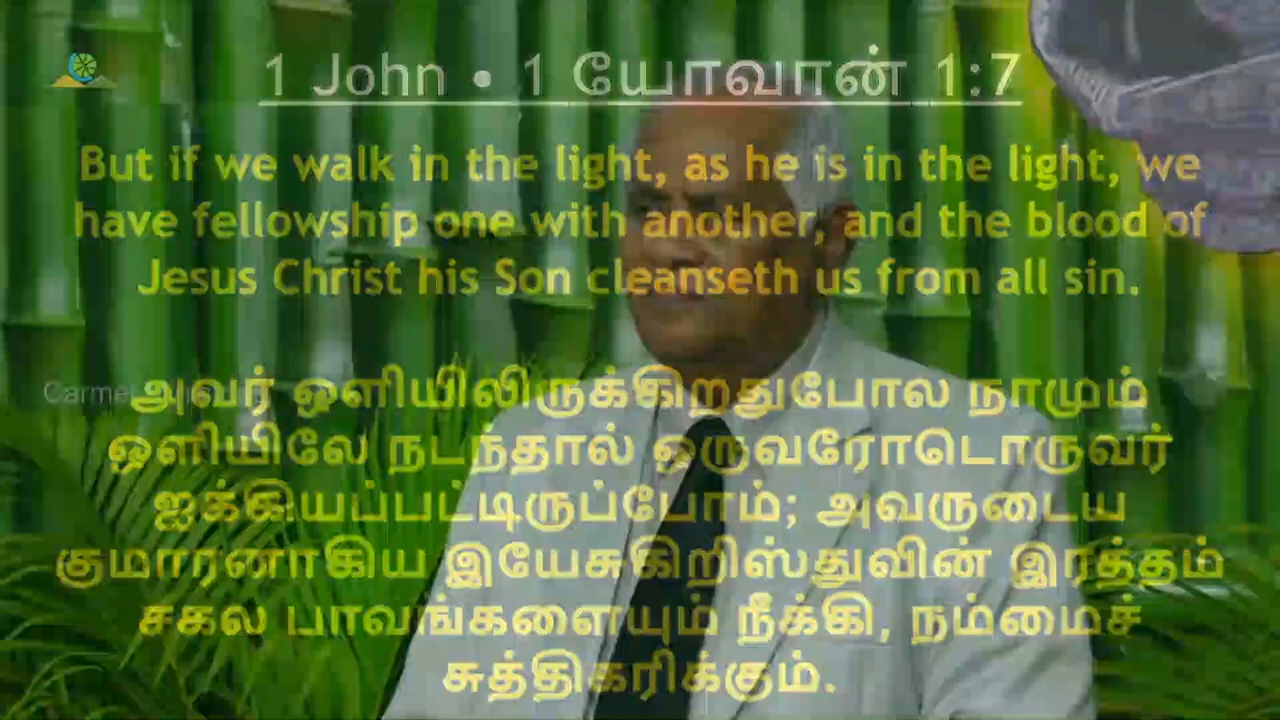 1 John • 1 யோவான் 1:7
But if we walk in the light, as he is in the light, we
have fellowship one with another, and the blood of
Jesus Christ his Son cleanseth us from all sin.
Carmel
அவர் ஒளியிலிருக்கிறதுபோல நாமும்
ஒளியிலே நடந்தால் ஒருவரோடொருவர்
ஐக்கியப்பட்டிருப்போம்; அவருடைய
குமாரனாகிய இயேசுகிறிஸ்துவின் இரத்தம்
சகல பாவங்களையும் நீக்கி, நம்மைச்
சுத்திகரிக்கும்.